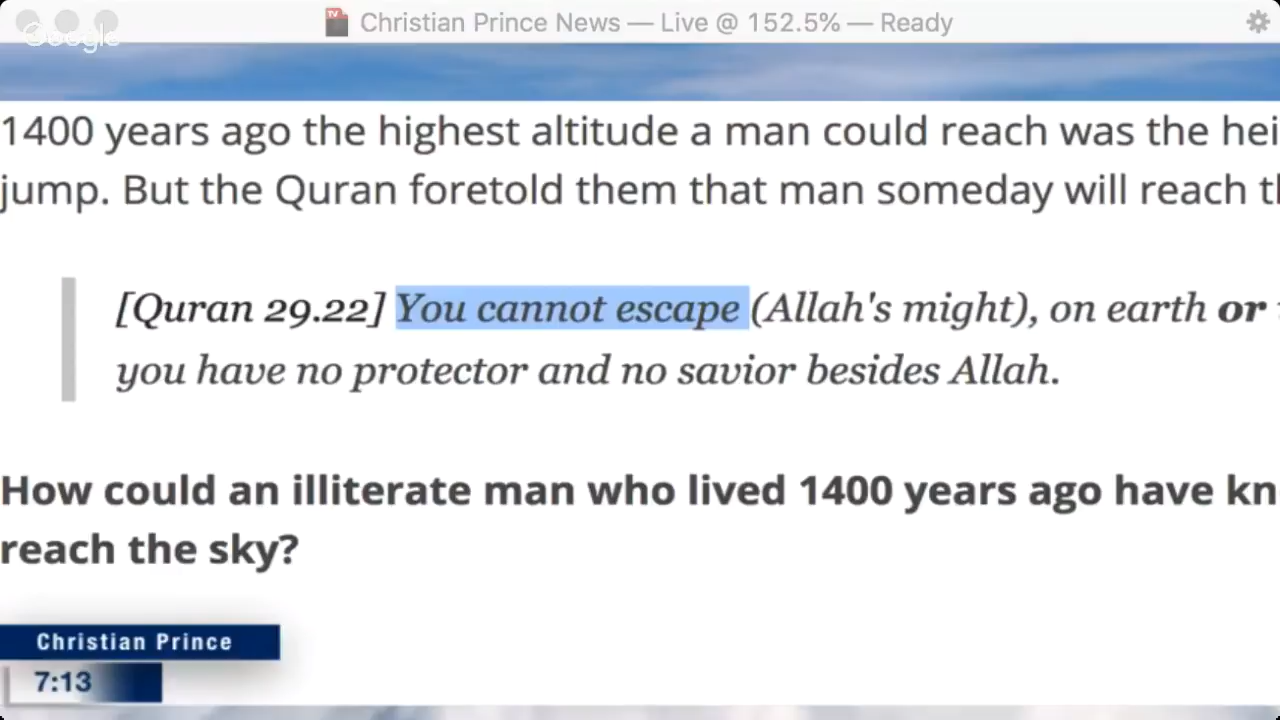 Christian Prince News — Live @ 152.5% — Ready
Google
1400 years ago the highest altitude a man could reach was the hei
jump. But the Quran foretold them that man someday will reach th
[Quran 29.22] You cannot escape (Allah's might), on earth or
you have no protector and no savior besides Allah.
How could an illiterate man who lived 1400 years ago have kn
reach the sky?
Christian Prince
7:13